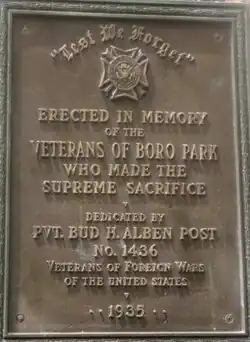 "Lest We Forget"
ERECTED IN MEMORY
OF THE
VETERANS OF BORO PARK
WHO MADE THE
SUPREME SACRIFICE
DEDICATED BY
PVT. BUD H. ALBEN POST
No. 1436
VETERANS OF FOREIGN WARS
OF THE UNITED STATES
1935